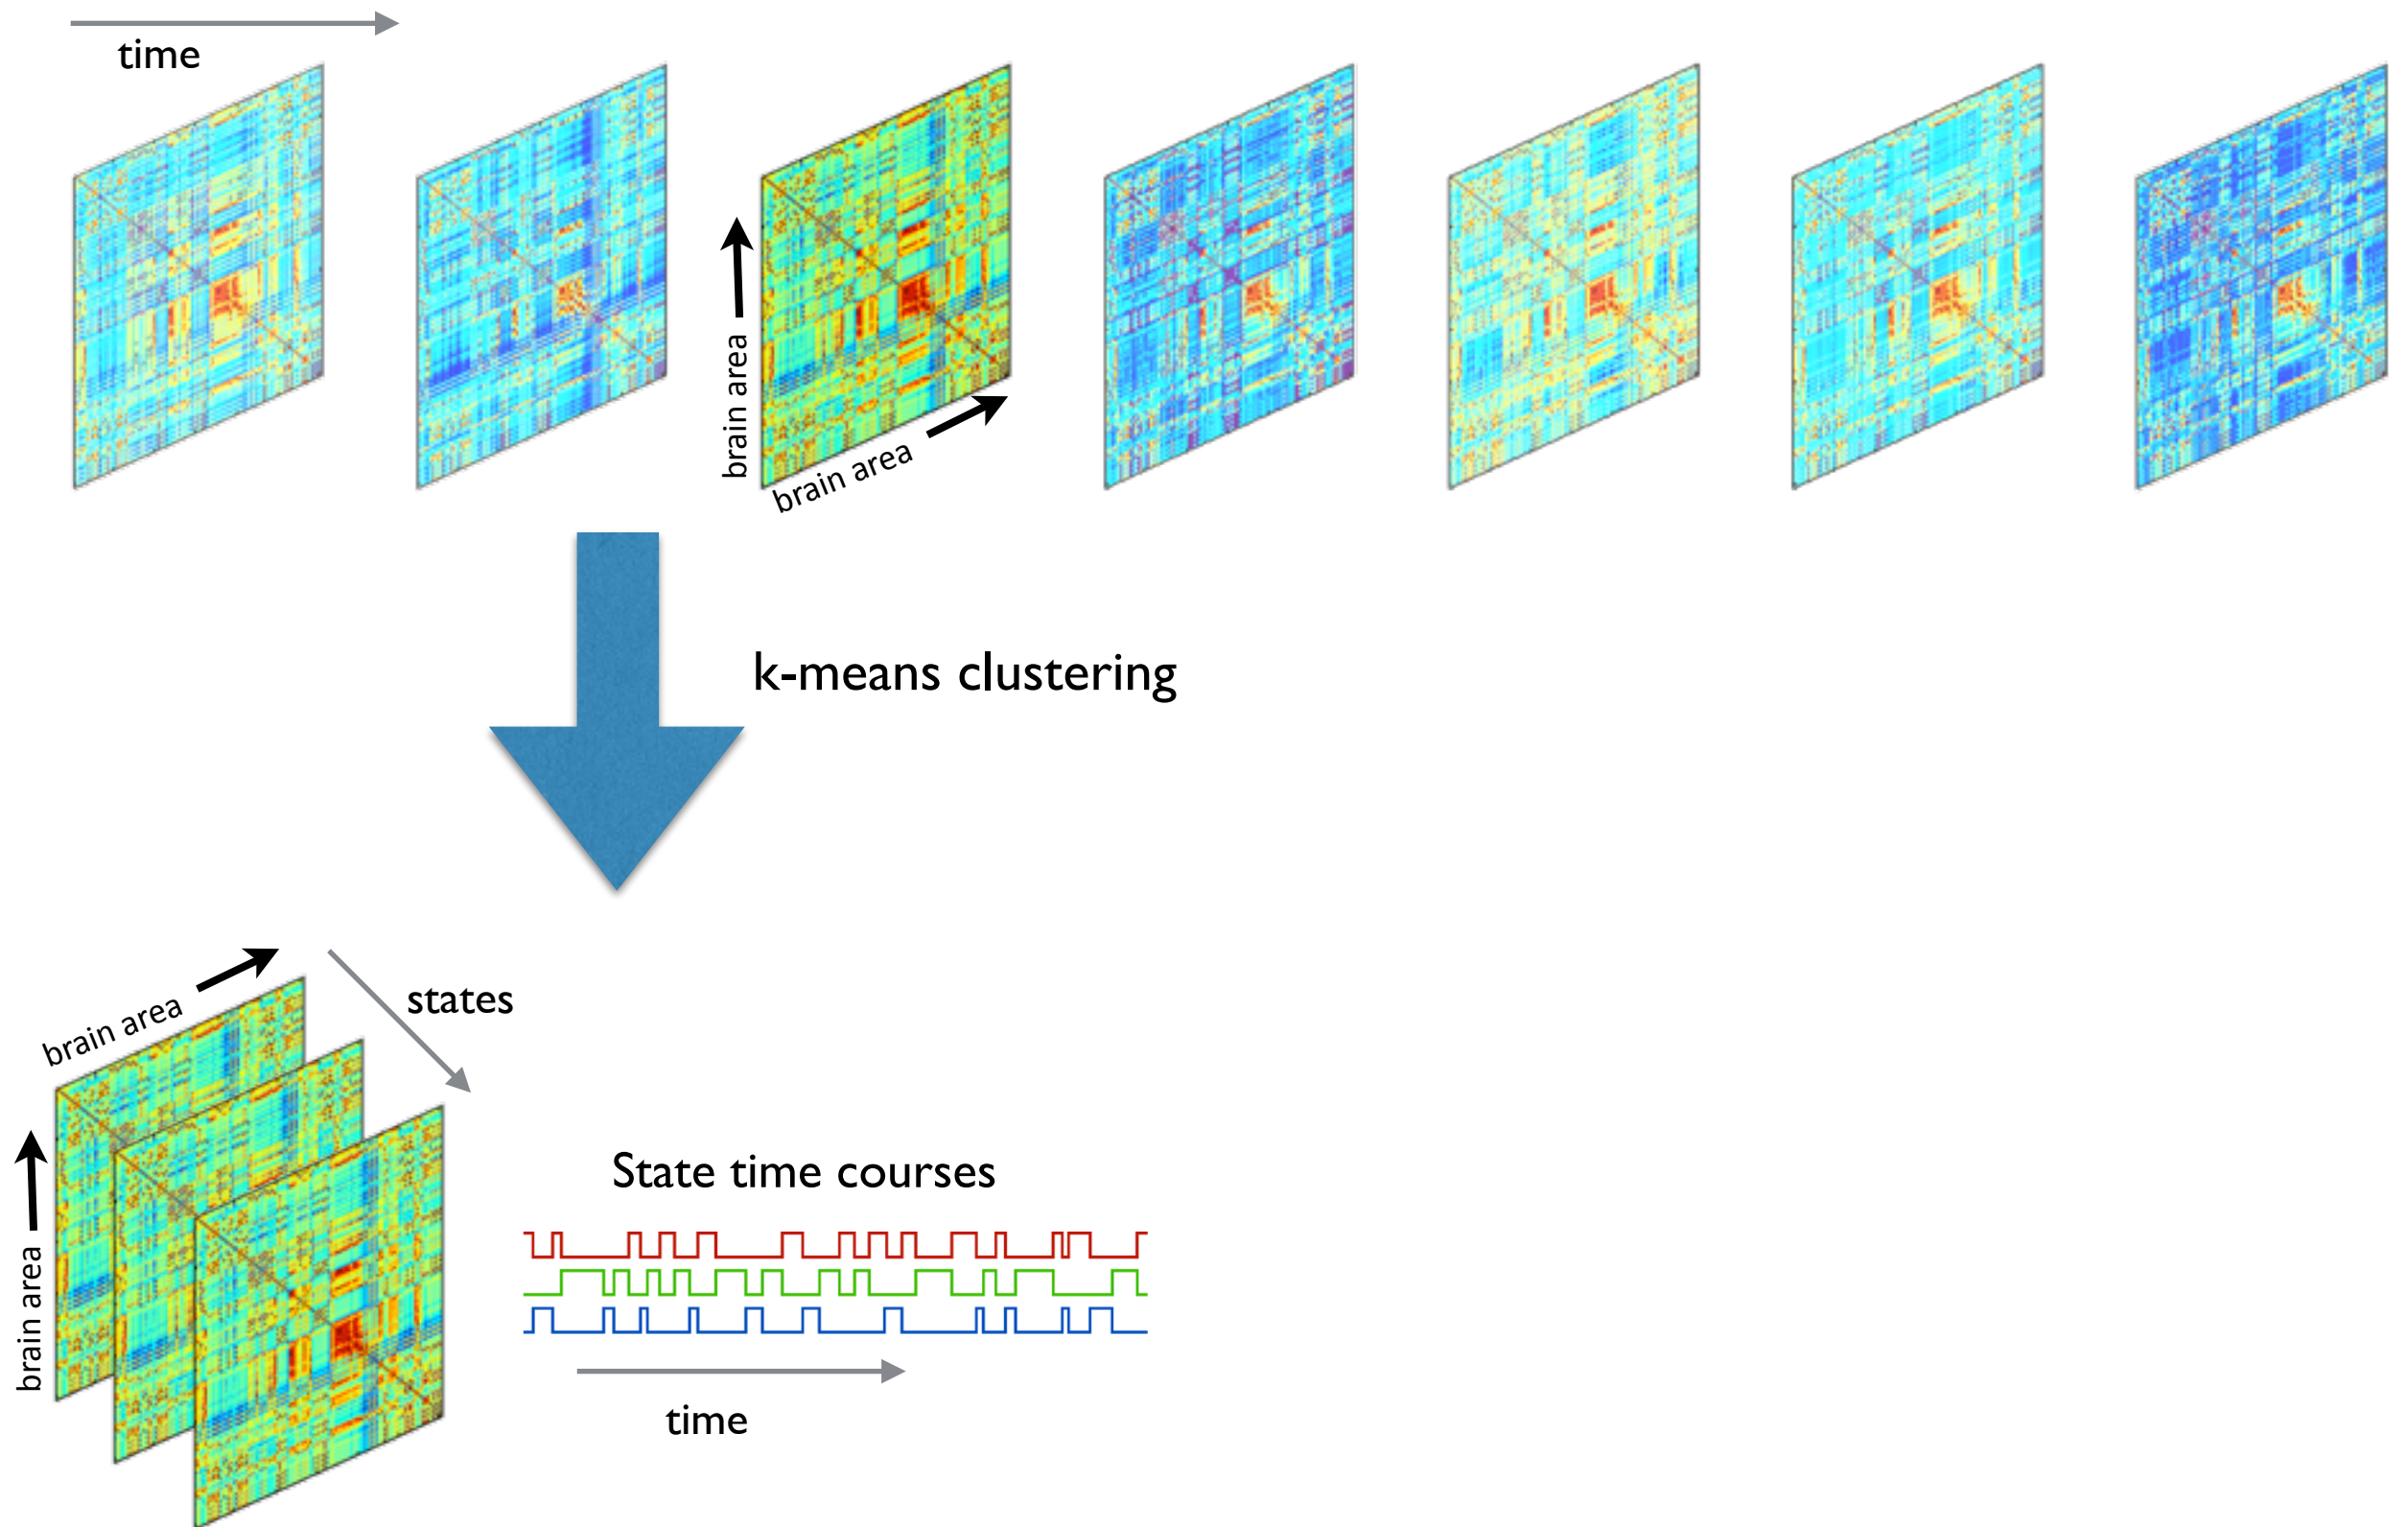 time
brain area
brain area
k-means clustering
brain area
states
brain area
State time courses
time